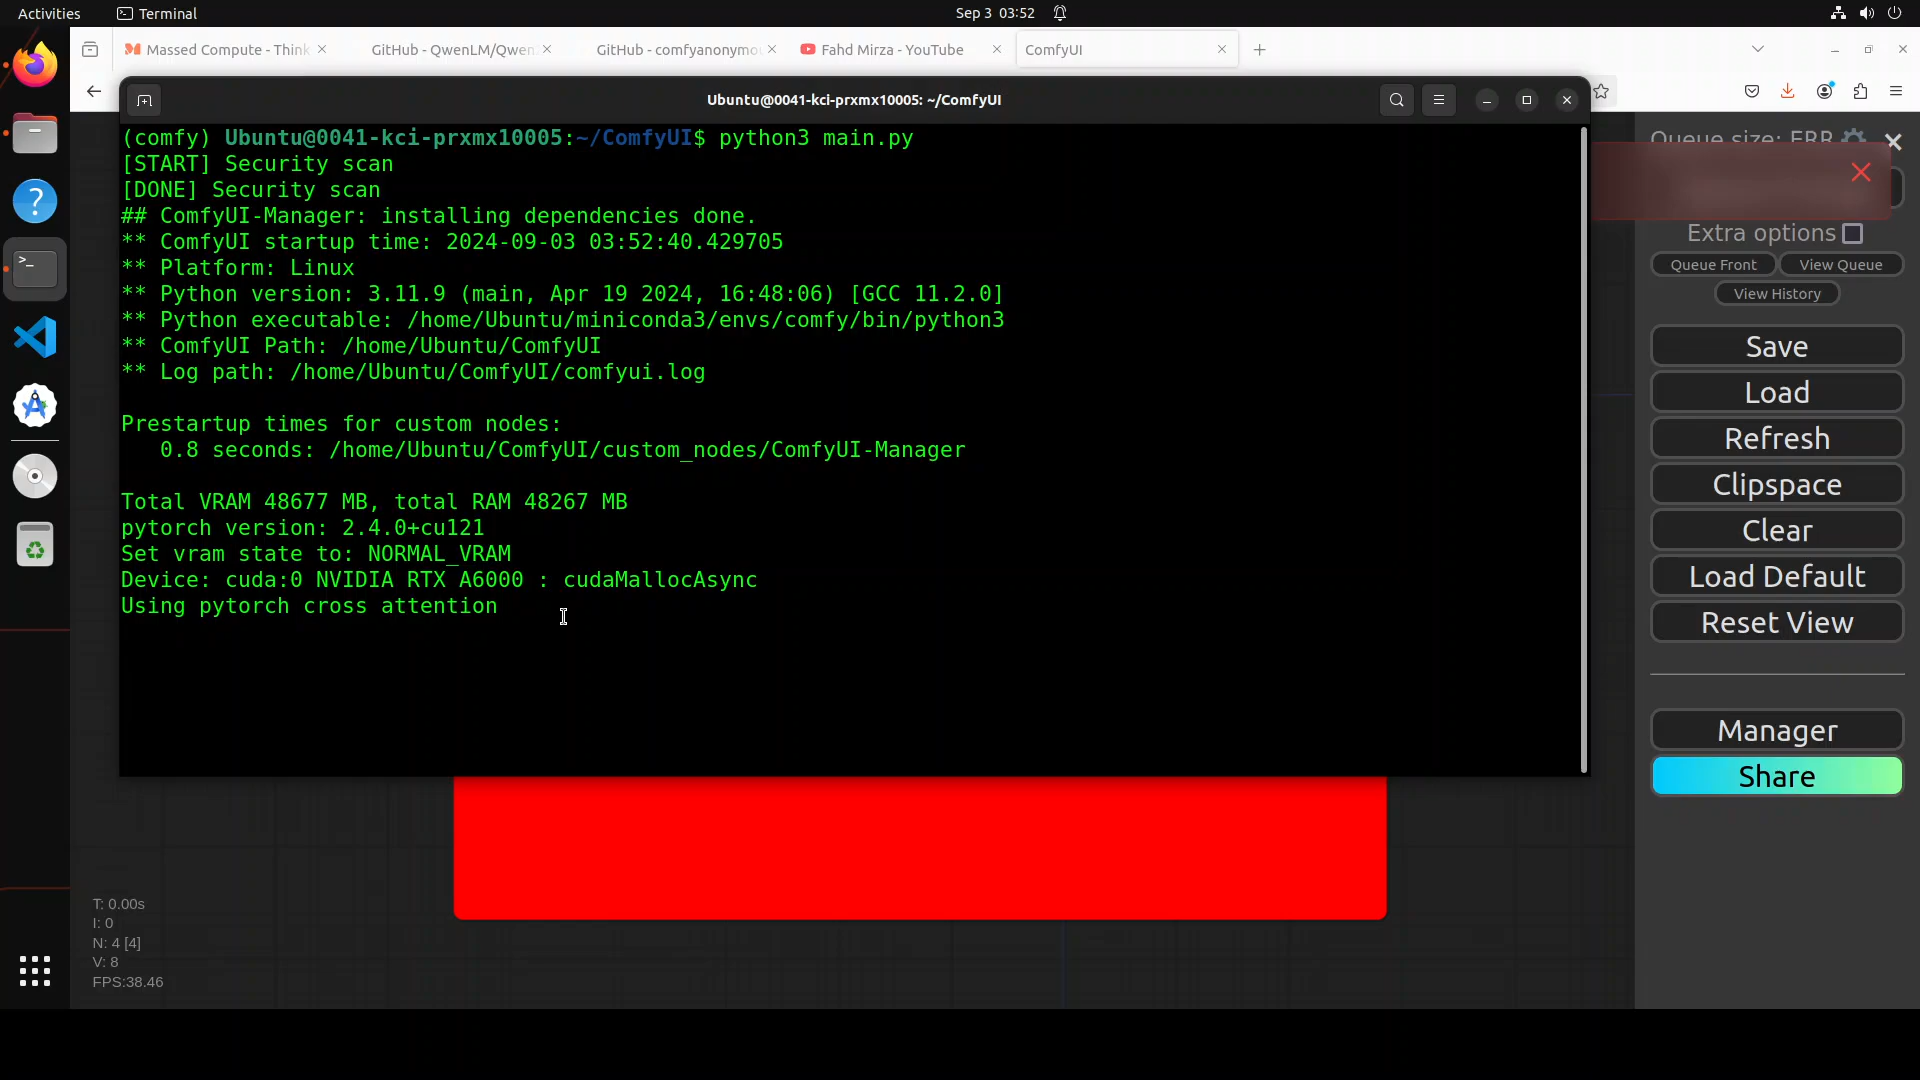 Activities
Terminal
Sep 3 03:52
Massed Compute - Think
GitHub - QwenLM/Qwen
GitHub - comfyanonymo
Fahd Mirza - YouTube
ComfyUI
Ubuntu@0041-kci-prxmx10005: ~/ComfyUI
(comfy) Ubuntu@0041-kci-prxmx10005:~/ComfyUI$ python3 main.py
[START] Security scan
[DONE] Security scan
## ComfyUI-Manager: installing dependencies done.
** ComfyUI startup time: 2024-09-03 03:52:40.429705
** Platform: Linux
** Python version: 3.11.9 (main, Apr 19 2024, 16:48:06) [GCC 11.2.0]
** Python executable: /home/Ubuntu/miniconda3/envs/comfy/bin/python3
** ComfyUI Path: /home/Ubuntu/ComfyUI
** Log path: /home/Ubuntu/ComfyUI/comfyui.log
Prestartup times for custom nodes:
0.8 seconds: /home/Ubuntu/ComfyUI/custom_nodes/ComfyUI-Manager
Total VRAM 48677 MB, total RAM 48267 MB
pytorch version: 2.4.0+cu121
Set vram state to: NORMAL_VRAM
Device: cuda:0 NVIDIA RTX A6000 : cudaMallocAsync
Using pytorch cross attention
Queue size: ERR
Extra options
Queue Front
View Queue
View History
Save
Load
Refresh
Clipspace
Clear
Load Default
Reset View
Manager
Share
T: 0.00s
I: 0
N: 4 [4]
V: 8
FPS:38.46